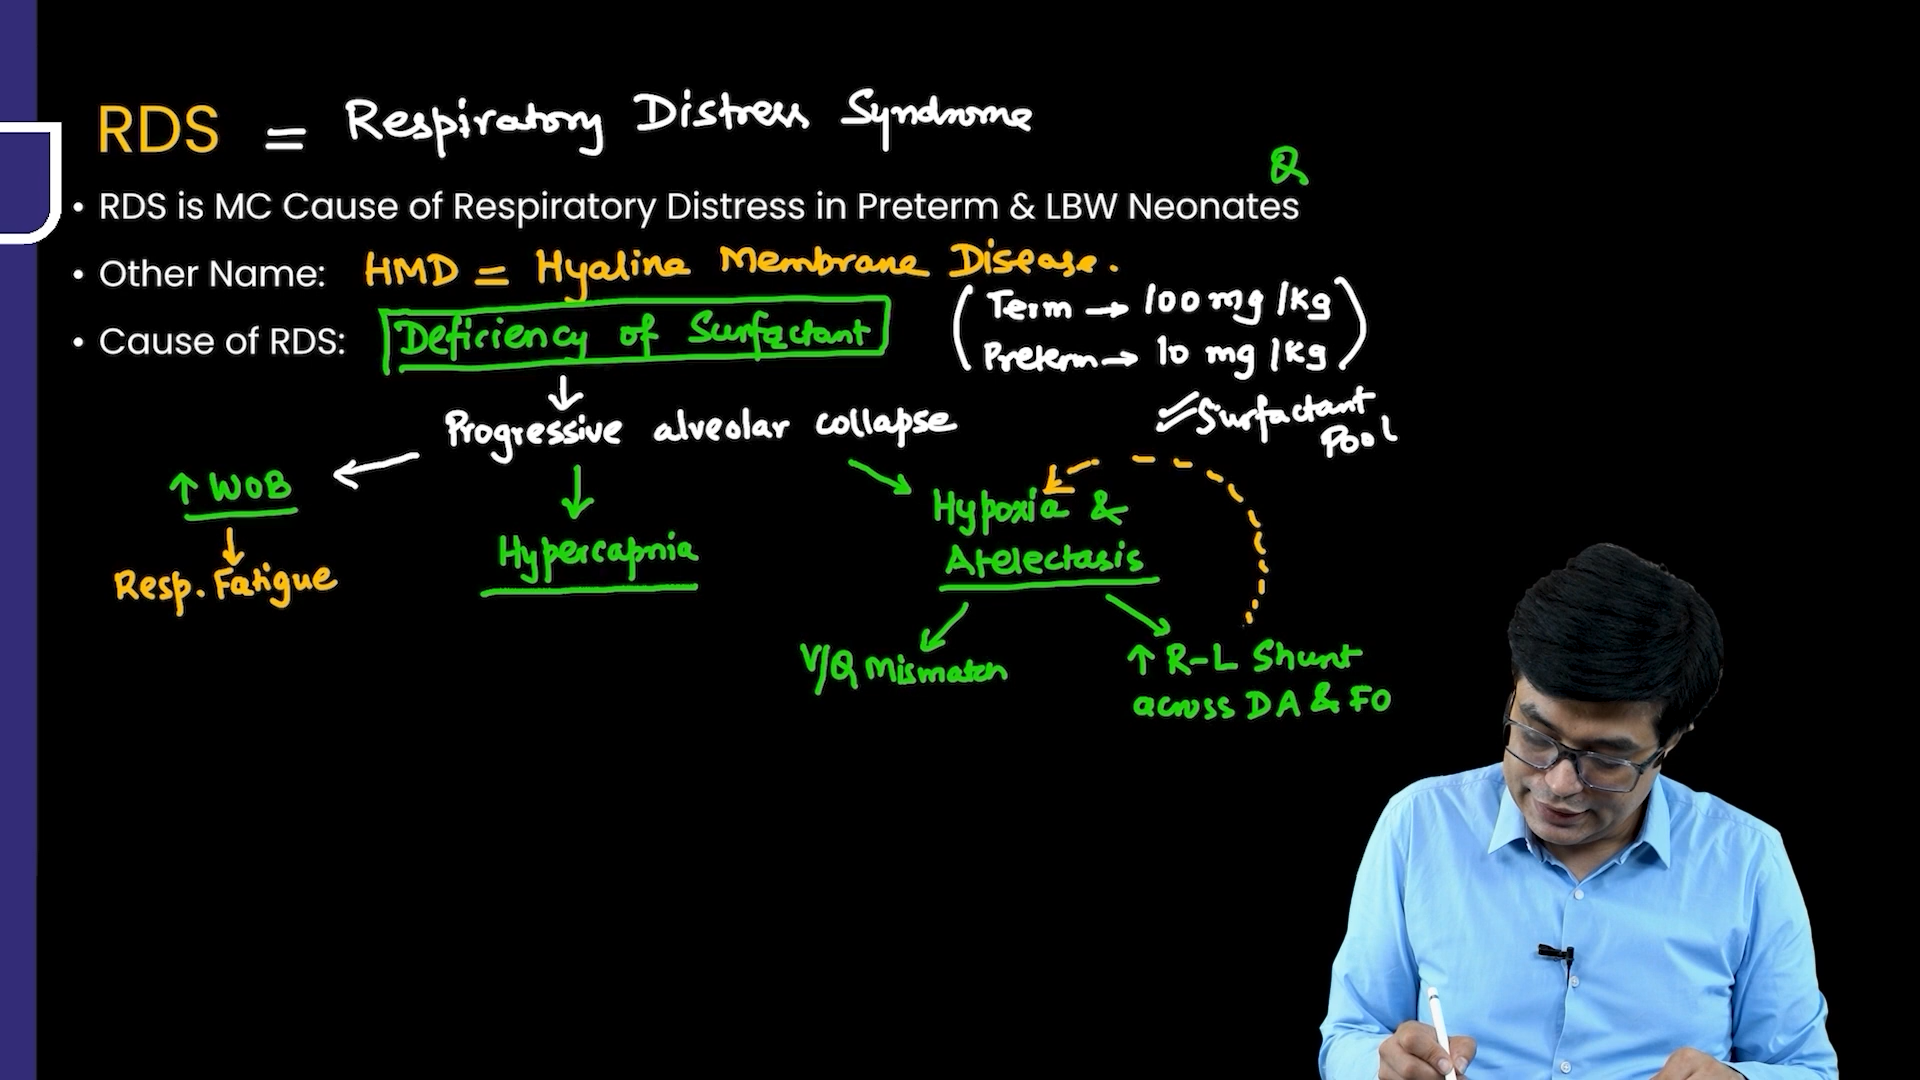 RDS = Respiratory Distress Syndrome
Q
• RDS is MC Cause of Respiratory Distress in Preterm & LBW Neonates
• Other Name: HMD = Hyaline Membrane Disease.
• Cause of RDS: Deficiency of Surfactant
(Term → 100 mg/kg
Preterm → 10 mg/kg)
Surfactant
Pool
↓
Progressive alveolar collapse
↑ WOB
↓
Resp. Fatigue
↓
Hypercapnia
Hypoxia &
Atelectasis
V/Q Mismatch
↑ R-L Shunt
across DA & FO